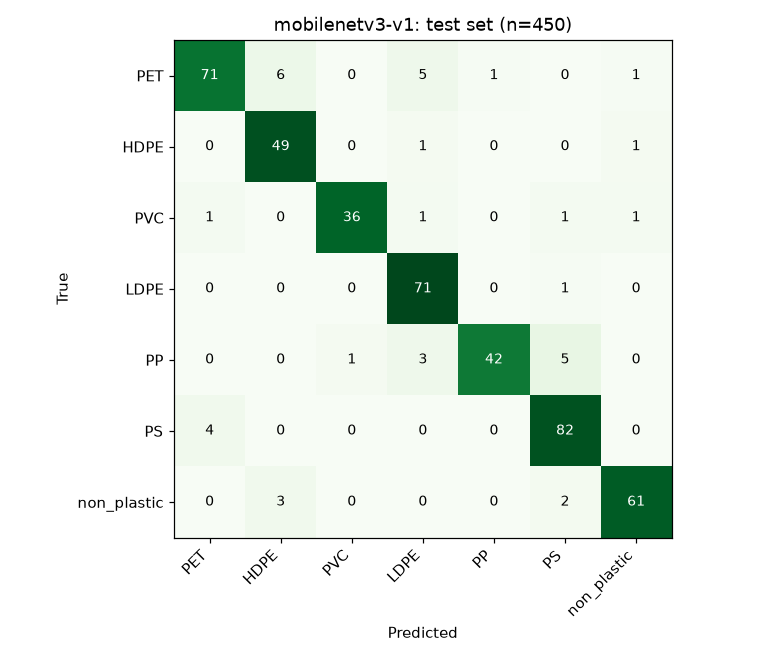 mobilenetv3-v1: test set (n=450)
PET 71 6 0 5 1 0 1
HDPE 0 49 0 1 0 0 1
PVC 1 0 36 1 0 1 1
LDPE 0 0 0 71 0 1 0
PP 0 0 1 3 42 5 0
PS 4 0 0 0 0 82 0
non_plastic 0 3 0 0 0 2 61
True
PET HDPE PVC LDPE PP PS non_plastic
Predicted